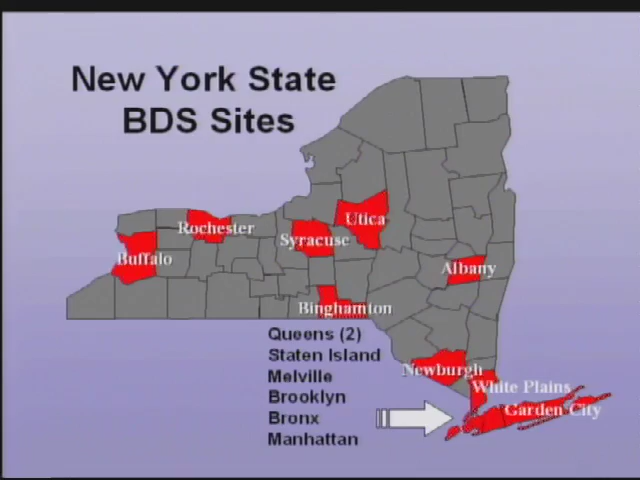 New York State
BDS Sites
Utica
Rochester
Syracuse
Buffalo
Albany
Binghamton
Queens (2)
Staten Island
Melville
Brooklyn
Bronx
Manhattan
Newburgh
White Plains
Garden City